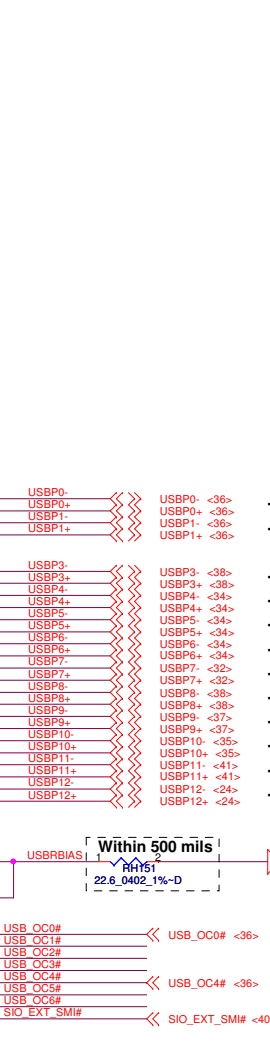 USBP0- USBP0- <36>
USBP0+ USBP0+ <36>
USBP1- USBP1- <36>
USBP1+ USBP1+ <36>
USBP3- USBP3- <38>
USBP3+ USBP3+ <38>
USBP4- USBP4- <34>
USBP4+ USBP4+ <34>
USBP5- USBP5- <34>
USBP5+ USBP5+ <34>
USBP6- USBP6- <34>
USBP6+ USBP6+ <34>
USBP7- USBP7- <32>
USBP7+ USBP7+ <32>
USBP8- USBP8- <38>
USBP8+ USBP8+ <38>
USBP9- USBP9- <37>
USBP9+ USBP9+ <37>
USBP10- USBP10- <35>
USBP10+ USBP10+ <35>
USBP11- USBP11- <41>
USBP11+ USBP11+ <41>
USBP12- USBP12- <24>
USBP12+ USBP12+ <24>
Within 500 mils
USBRBIAS 1 2
RH151
22.6_0402_1%~D
USB_OC0# USB_OC0# <36>
USB_OC1#
USB_OC2#
USB_OC3#
USB_OC4# USB_OC4# <36>
USB_OC5#
USB_OC6#
SIO_EXT_SMI# SIO_EXT_SMI# <40